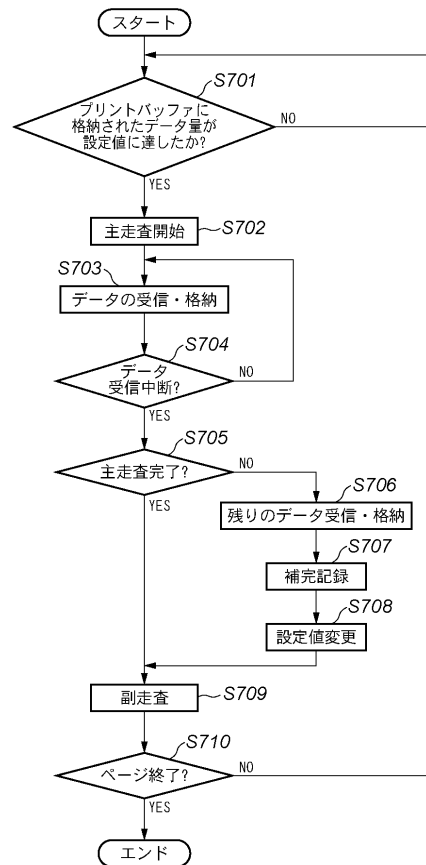 スタート
S701
プリントバッファに
格納されたデータ量が
設定値に達したか?
NO
YES
主走査開始
S702
S703
データの受信・格納
S704
データ
受信中断?
NO
YES
S705
主走査完了?
NO
YES
S706
残りのデータ受信・格納
S707
補完記録
S708
設定値変更
副走査
S709
S710
ページ終了?
NO
YES
エンド